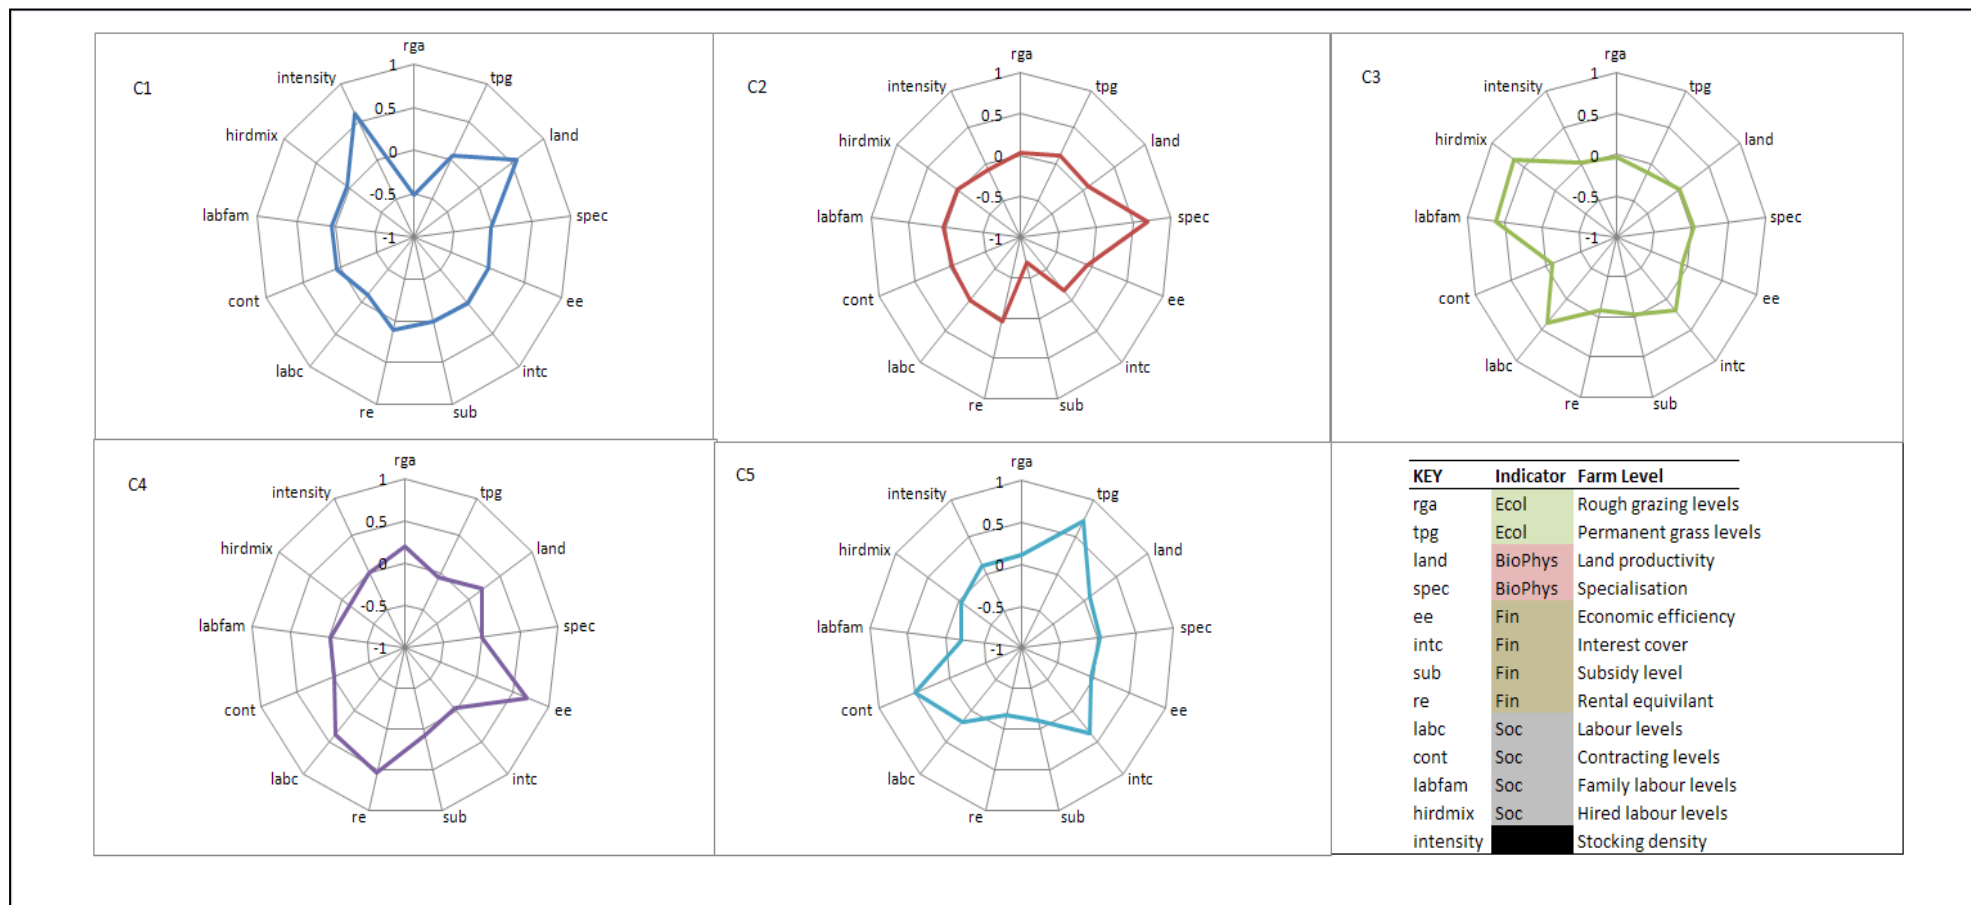 C1
rga
tpg
land
spec
ee
intc
sub
re
labc
cont
labfam
hirdmix
intensity
1
0.5
0
-0.5
-1
C2
rga
tpg
land
spec
ee
intc
sub
re
labc
cont
labfam
hirdmix
intensity
1
0.5
0
-0.5
-1
C3
rga
tpg
land
spec
ee
intc
sub
re
labc
cont
labfam
hirdmix
intensity
1
0.5
0
-0.5
-1
C4
rga
tpg
land
spec
ee
intc
sub
re
labc
cont
labfam
hirdmix
intensity
1
0.5
0
-0.5
-1
C5
rga
tpg
land
spec
ee
intc
sub
re
labc
cont
labfam
hirdmix
intensity
1
0.5
0
-0.5
-1
KEY Indicator Farm Level
rga Ecol Rough grazing levels
tpg Ecol Permanent grass levels
land BioPhys Land productivity
spec BioPhys Specialisation
ee Fin Economic efficiency
intc Fin Interest cover
sub Fin Subsidy level
re Fin Rental equivilant
labc Soc Labour levels
cont Soc Contracting levels
labfam Soc Family labour levels
hirdmix Soc Hired labour levels
intensity Stocking density